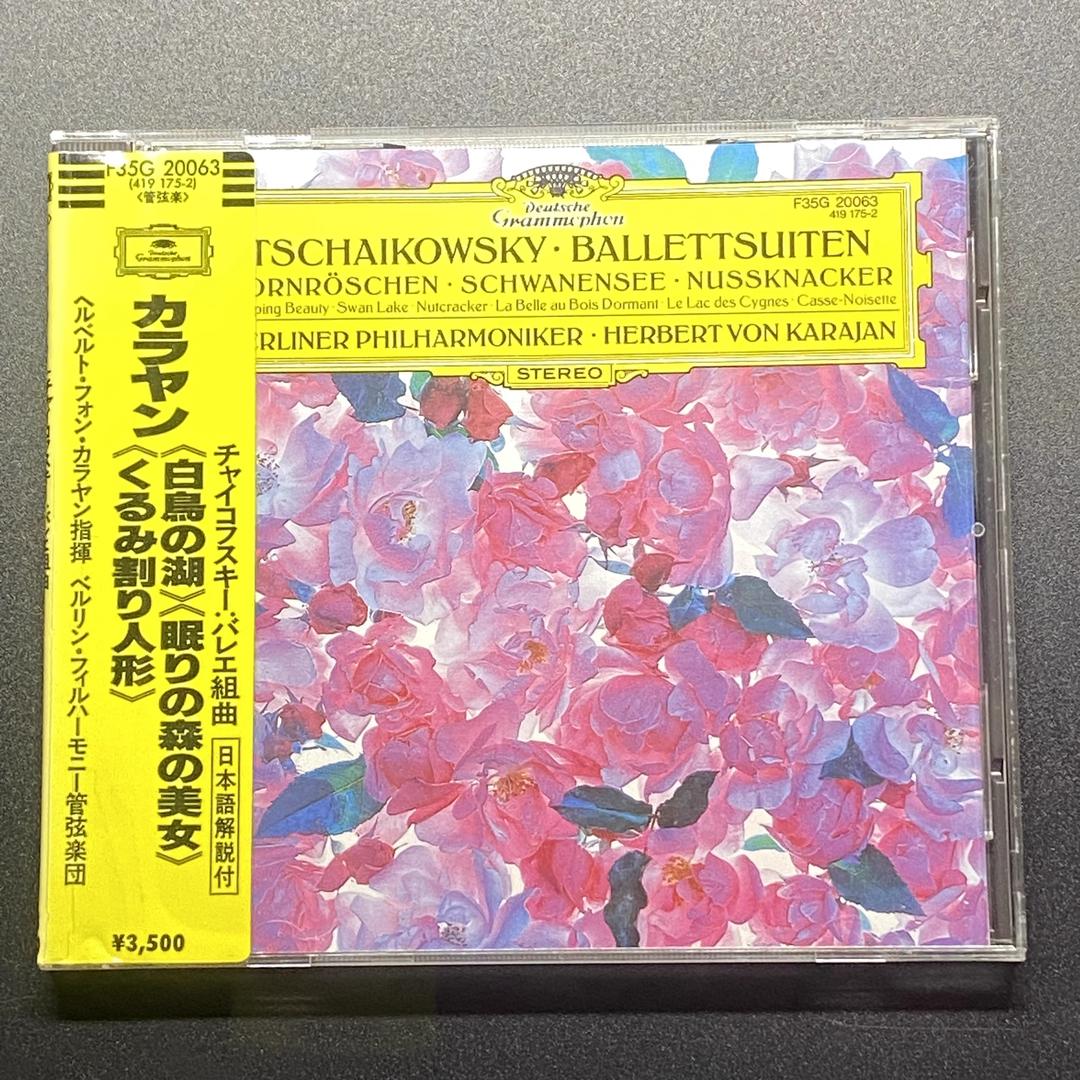 F35G 20063
(419 175-2)
〈管弦楽〉
Deutsche
Grammophon
チャイコフスキー:バレエ組曲
日本語解説付
カラヤン
《白鳥の湖》《眠りの森の美女》
《くるみ割り人形》
ヘルベルト・フォン・カラヤン指揮 ベルリン・フィルハーモニー管弦楽団
¥3,500
Deutsche
Grammophon
F35G 20063
419 175-2
TSCHAIKOWSKY · BALLETTSUITEN
ORNRÖSCHEN · SCHWANENSEE · NUSSKNACKER
ping Beauty · Swan Lake · Nutcracker · La Belle au Bois Dormant · Le Lac des Cygnes · Casse-Noisette
ERLINER PHILHARMONIKER · HERBERT VON KARAJAN
STEREO